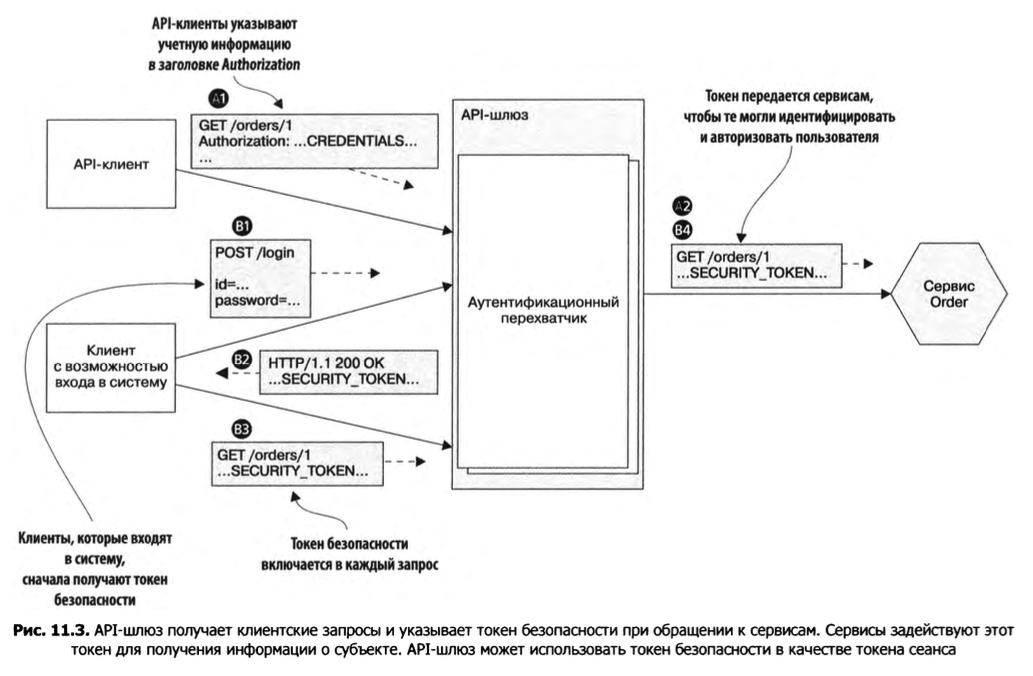 API-клиенты указывают
учетную информацию
в заголовке Authorization
A1
GET /orders/1
Authorization: ...CREDENTIALS...
...
API-клиент
API-шлюз
Токен передается сервисам,
чтобы те могли идентифицировать
и авторизовать пользователя
B1
POST /login
id=...
password=...
A2
B4
GET /orders/1
...SECURITY_TOKEN...
Аутентификационный
перехватчик
Сервис
Order
Клиент
с возможностью
входа в систему
B2
HTTP/1.1 200 OK
...SECURITY_TOKEN...
B3
GET /orders/1
...SECURITY_TOKEN...
Клиенты, которые входят
в систему,
сначала получают токен
безопасности
Токен безопасности
включается в каждый запрос
Рис. 11.3. API-шлюз получает клиентские запросы и указывает токен безопасности при обращении к сервисам. Сервисы задействуют этот
токен для получения информации о субъекте. API-шлюз может использовать токен безопасности в качестве токена сеанса